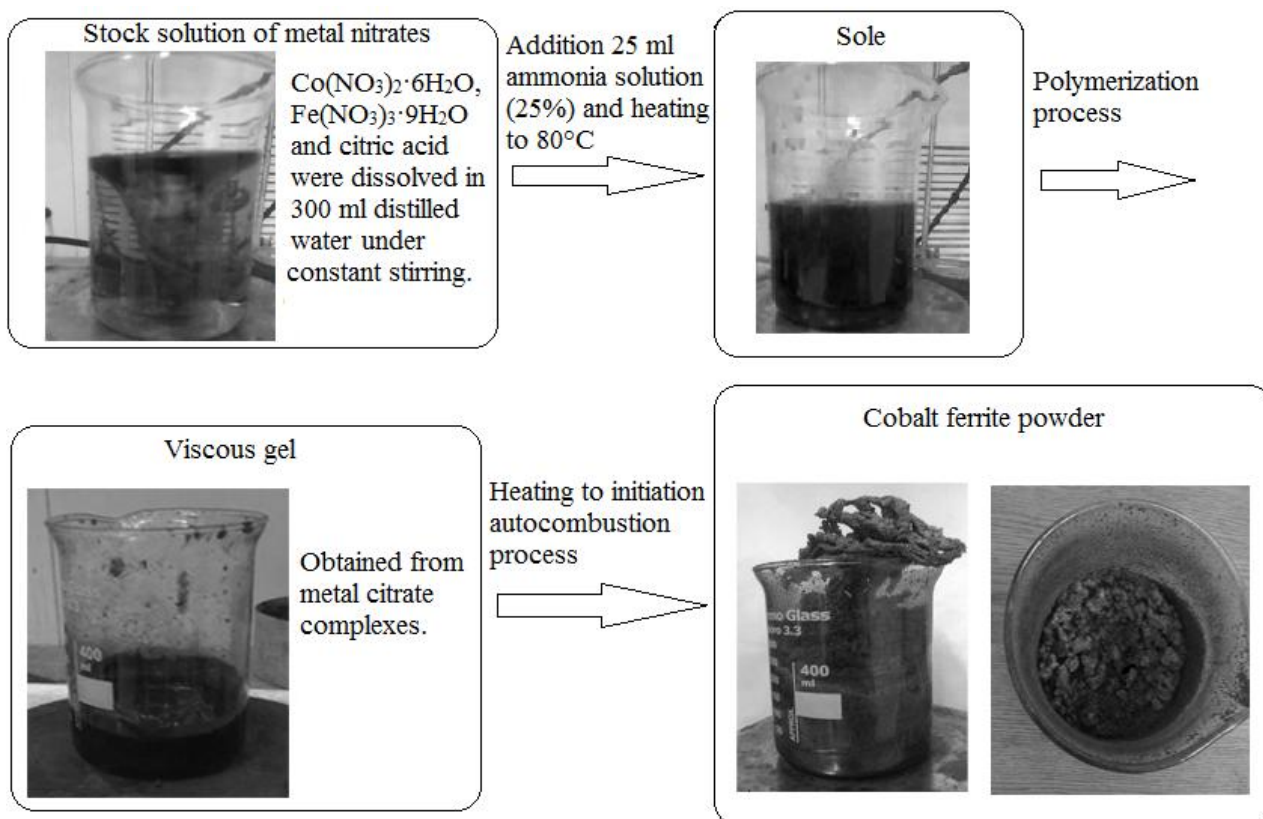 Stock solution of metal nitrates
Co(NO₃)₂·6H₂O,
Fe(NO₃)₃·9H₂O
and citric acid
were dissolved in
300 ml distilled
water under
constant stirring.
Addition 25 ml
ammonia solution
(25%) and heating
to 80°C
Sole
Polymerization
process
Viscous gel
400
ml
Obtained from
metal citrate
complexes.
Heating to initiation
autocombustion
process
Cobalt ferrite powder
Glass
3.3
400
ml